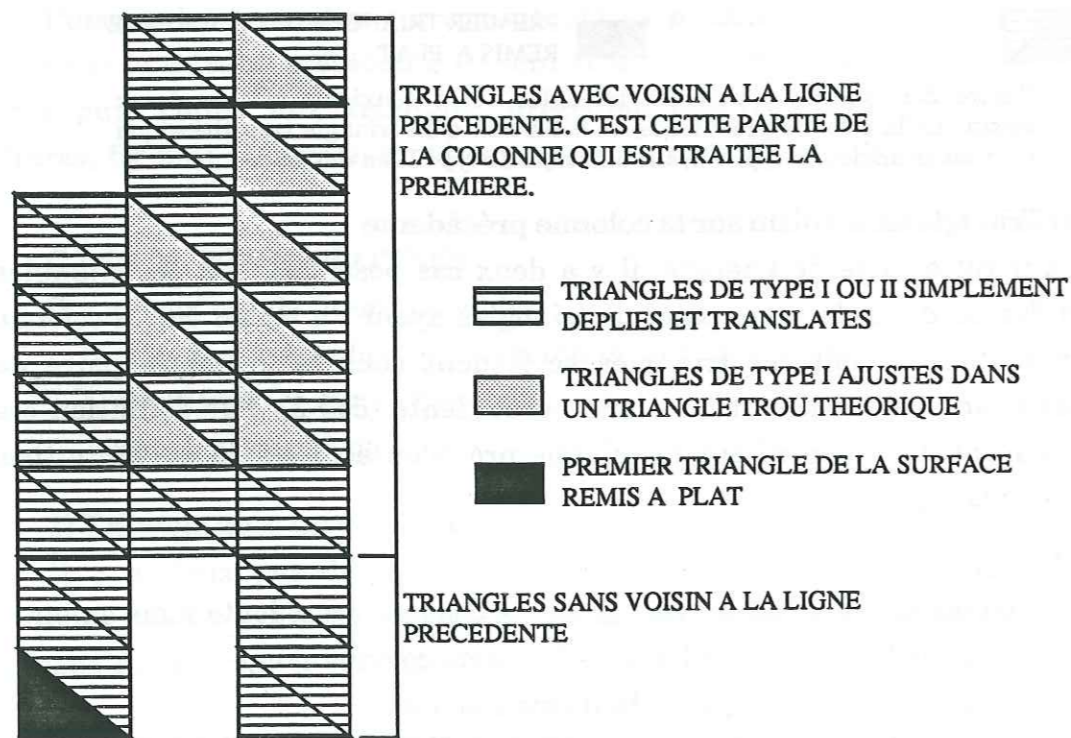 REMIS A PLAT
TRIANGLES AVEC VOISIN A LA LIGNE
PRECEDENTE. C'EST CETTE PARTIE DE
LA COLONNE QUI EST TRAITEE LA
PREMIERE.
TRIANGLES DE TYPE I OU II SIMPLEMENT
DEPLIES ET TRANSLATES
TRIANGLES DE TYPE I AJUSTES DANS
UN TRIANGLE TROU THEORIQUE
PREMIER TRIANGLE DE LA SURFACE
REMIS A PLAT
TRIANGLES SANS VOISIN A LA LIGNE
PRECEDENTE